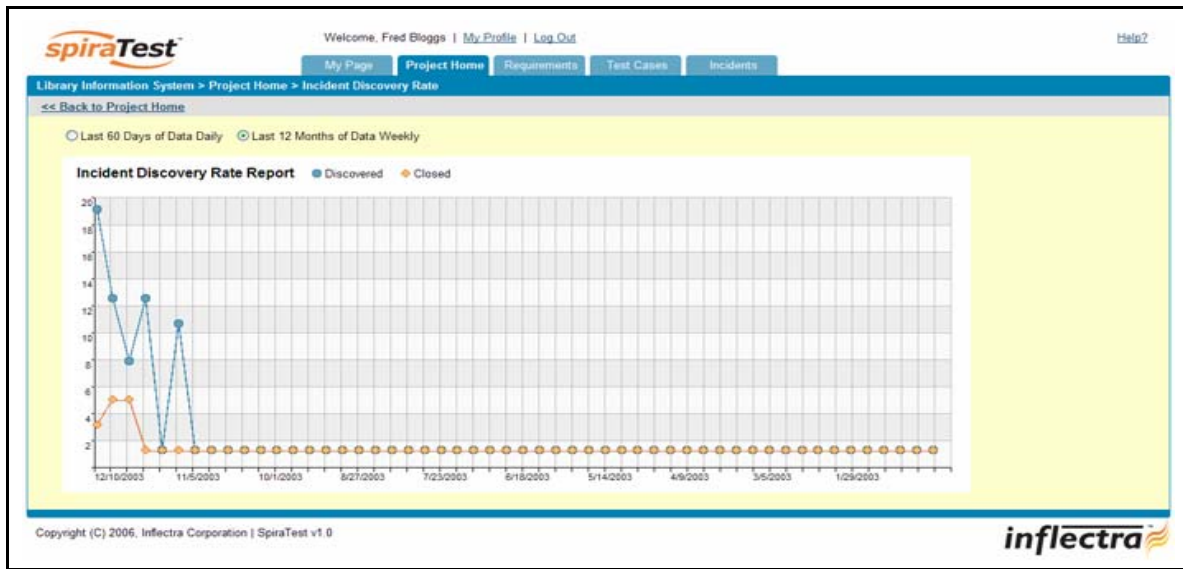 spiraTest
Welcome, Fred Bloggs | My Profile | Log Out
Help?
My Page
Project Home
Requirements
Test Cases
Incidents
Library Information System > Project Home > Incident Discovery Rate
<< Back to Project Home
Last 60 Days of Data Daily
Last 12 Months of Data Weekly
Incident Discovery Rate Report
Discovered
Closed
20
18
16
14
12
10
8
6
4
2
12/10/2003
11/5/2003
10/1/2003
8/27/2003
7/23/2003
6/18/2003
5/14/2003
4/9/2003
3/5/2003
1/29/2003
Copyright (C) 2006, Inflectra Corporation | SpiraTest v1.0
inflectra